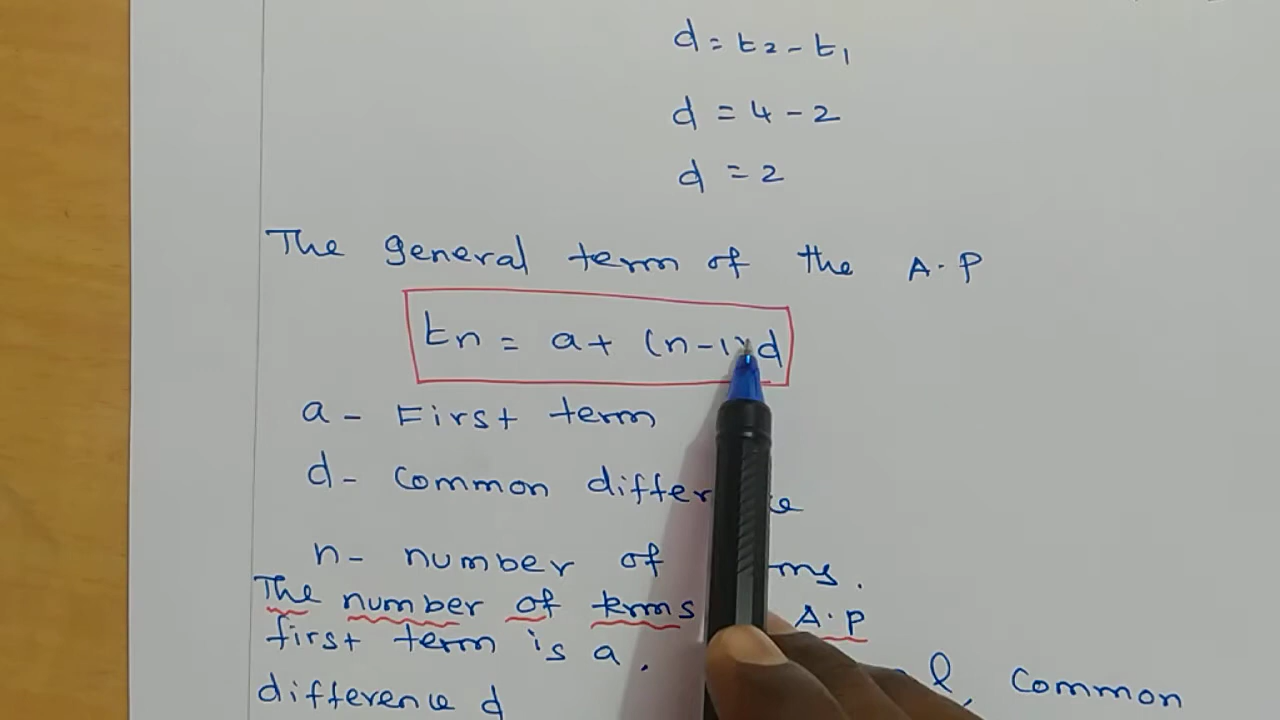 d = t2 - t1
d = 4 - 2
d = 2
The general term of the A.P
tn = a + (n-1)d
a - First term
d - Common
n - number of
The number of terms A.P
first term is a. l, Common
difference d